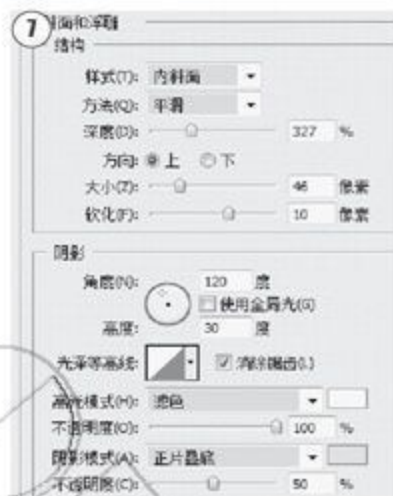 7
斜面和浮雕
结构
样式(T): 内斜面
方法(Q): 平滑
深度(D): 327 %
方向: 上 下
大小(Z): 46 像素
软化(F): 10 像素
阴影
角度(N): 120 度
使用全局光(G)
高度: 30 度
光泽等高线: 消除锯齿(L)
高光模式(H): 滤色
不透明度(O): 100 %
阴影模式(A): 正片叠底
不透明度(C): 50 %